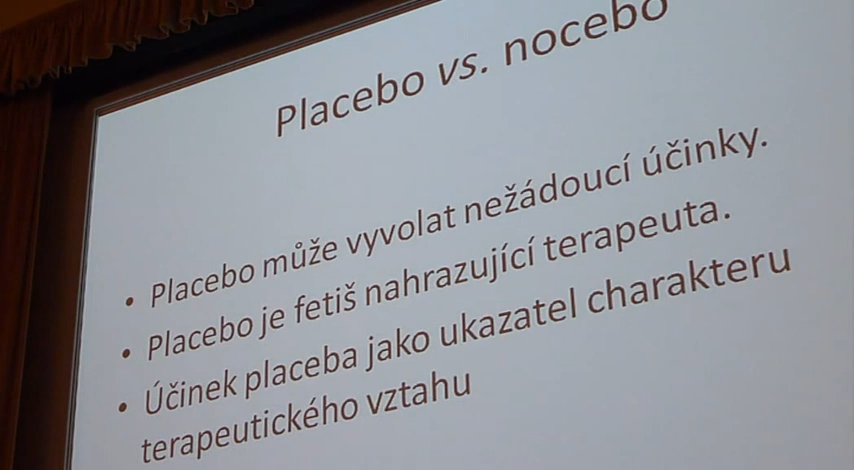 Placebo vs. nocebo
• Placebo může vyvolat nežádoucí účinky.
• Placebo je fetiš nahrazující terapeuta.
• Účinek placeba jako ukazatel charakteru
terapeutického vztahu